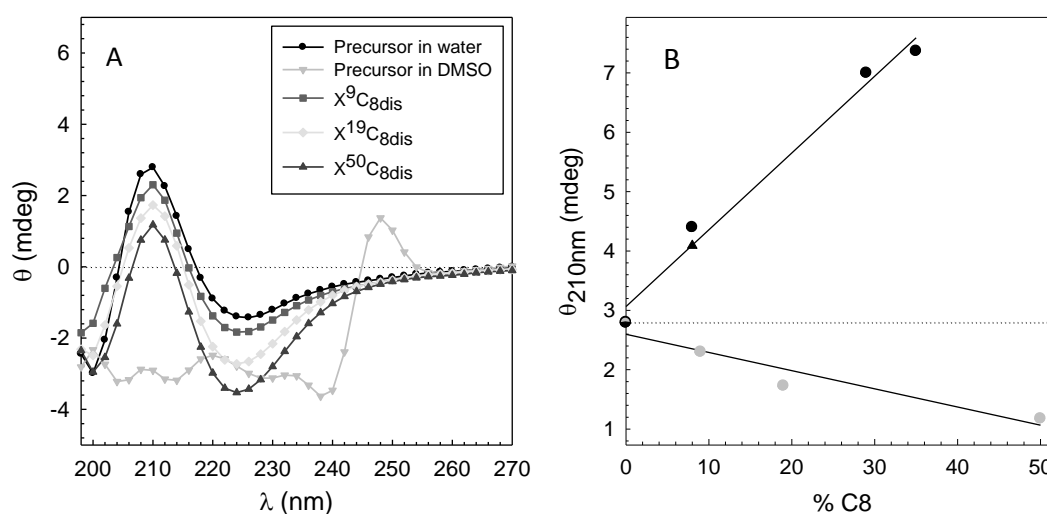 A
Precursor in water
Precursor in DMSO
X⁹C₈dis
X¹⁹C₈dis
X⁵⁰C₈dis
6
4
2
0
-2
-4
θ (mdeg)
200 210 220 230 240 250 260 270
λ (nm)
B
7
6
5
4
3
2
1
θ210nm (mdeg)
0 10 20 30 40 50
% C8